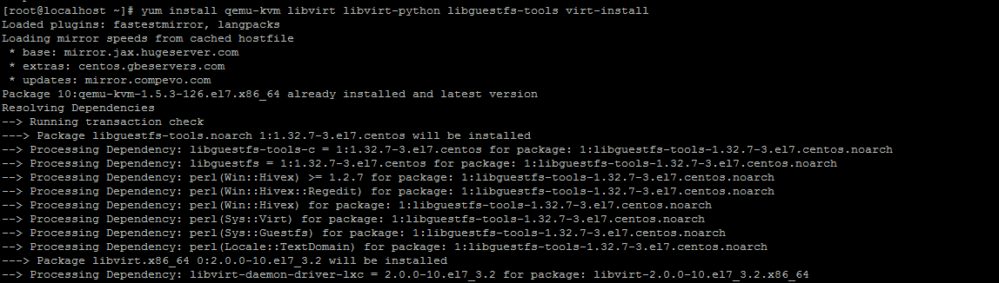 [root@localhost ~]# yum install qemu-kvm libvirt libvirt-python libguestfs-tools virt-install
Loaded plugins: fastestmirror, langpacks
Loading mirror speeds from cached hostfile
 * base: mirror.jax.hugeserver.com
 * extras: centos.gbeservers.com
 * updates: mirror.compevo.com
Package 10:qemu-kvm-1.5.3-126.el7.x86_64 already installed and latest version
Resolving Dependencies
--> Running transaction check
---> Package libguestfs-tools.noarch 1:1.32.7-3.el7.centos will be installed
--> Processing Dependency: libguestfs-tools-c = 1:1.32.7-3.el7.centos for package: 1:libguestfs-tools-1.32.7-3.el7.centos.noarch
--> Processing Dependency: libguestfs = 1:1.32.7-3.el7.centos for package: 1:libguestfs-tools-1.32.7-3.el7.centos.noarch
--> Processing Dependency: perl(Win::Hivex) >= 1.2.7 for package: 1:libguestfs-tools-1.32.7-3.el7.centos.noarch
--> Processing Dependency: perl(Win::Hivex::Regedit) for package: 1:libguestfs-tools-1.32.7-3.el7.centos.noarch
--> Processing Dependency: perl(Win::Hivex) for package: 1:libguestfs-tools-1.32.7-3.el7.centos.noarch
--> Processing Dependency: perl(Sys::Virt) for package: 1:libguestfs-tools-1.32.7-3.el7.centos.noarch
--> Processing Dependency: perl(Sys::Guestfs) for package: 1:libguestfs-tools-1.32.7-3.el7.centos.noarch
--> Processing Dependency: perl(Locale::TextDomain) for package: 1:libguestfs-tools-1.32.7-3.el7.centos.noarch
---> Package libvirt.x86_64 0:2.0.0-10.el7_3.2 will be installed
--> Processing Dependency: libvirt-daemon-driver-lxc = 2.0.0-10.el7_3.2 for package: libvirt-2.0.0-10.el7_3.2.x86_64